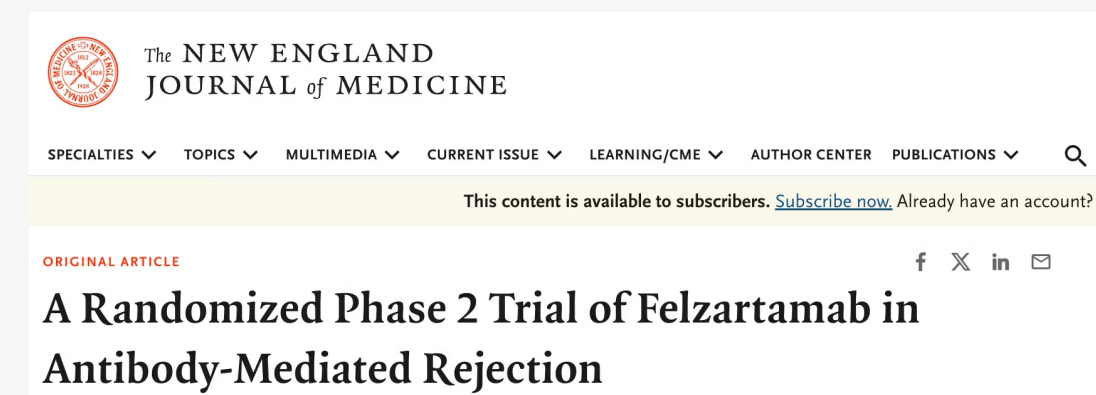 The NEW ENGLAND
JOURNAL of MEDICINE
SPECIALTIES TOPICS MULTIMEDIA CURRENT ISSUE LEARNING/CME AUTHOR CENTER PUBLICATIONS
This content is available to subscribers. Subscribe now. Already have an account?
ORIGINAL ARTICLE
A Randomized Phase 2 Trial of Felzartamab in
Antibody-Mediated Rejection